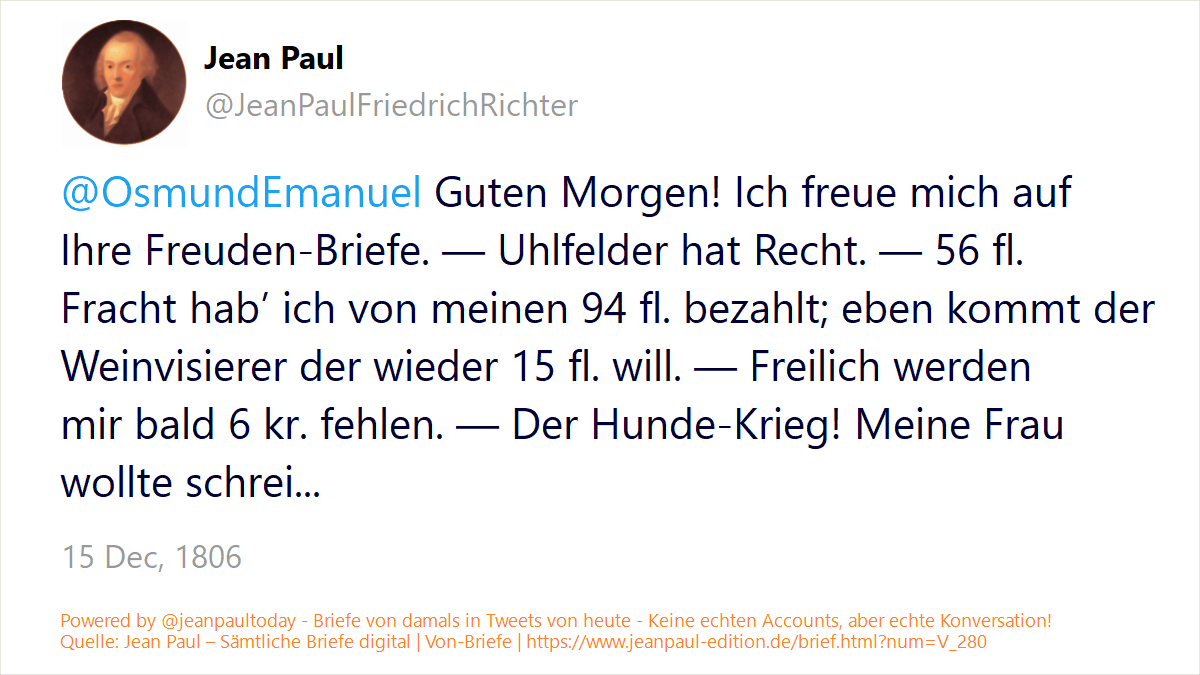 Jean Paul
@JeanPaulFriedrichRichter
@OsmundEmanuel Guten Morgen! Ich freue mich auf
Ihre Freuden-Briefe. — Uhlfelder hat Recht. — 56 fl.
Fracht hab’ ich von meinen 94 fl. bezahlt; eben kommt der
Weinvisierer der wieder 15 fl. will. — Freilich werden
mir bald 6 kr. fehlen. — Der Hunde-Krieg! Meine Frau
wollte schrei...
15 Dec, 1806
Powered by @jeanpaultoday - Briefe von damals in Tweets von heute - Keine echten Accounts, aber echte Konversation!
Quelle: Jean Paul – Sämtliche Briefe digital | Von-Briefe | https://www.jeanpaul-edition.de/brief.html?num=V_280